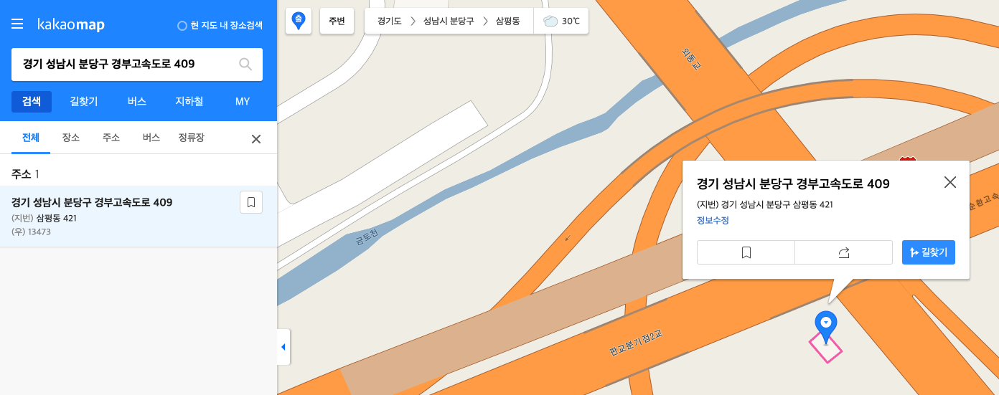 kakaomap
현 지도 내 장소검색
경기 성남시 분당구 경부고속도로 409
검색 길찾기 버스 지하철 MY
전체 장소 주소 버스 정류장
주소 1
경기 성남시 분당구 경부고속도로 409
(지번) 삼평동 421
(우) 13473
출
주변
경기도 성남시 분당구 삼평동 30℃
외동교
금토천
판교분기점2교
순환고속
경기 성남시 분당구 경부고속도로 409
(지번) 경기 성남시 분당구 삼평동 421
정보수정
길찾기